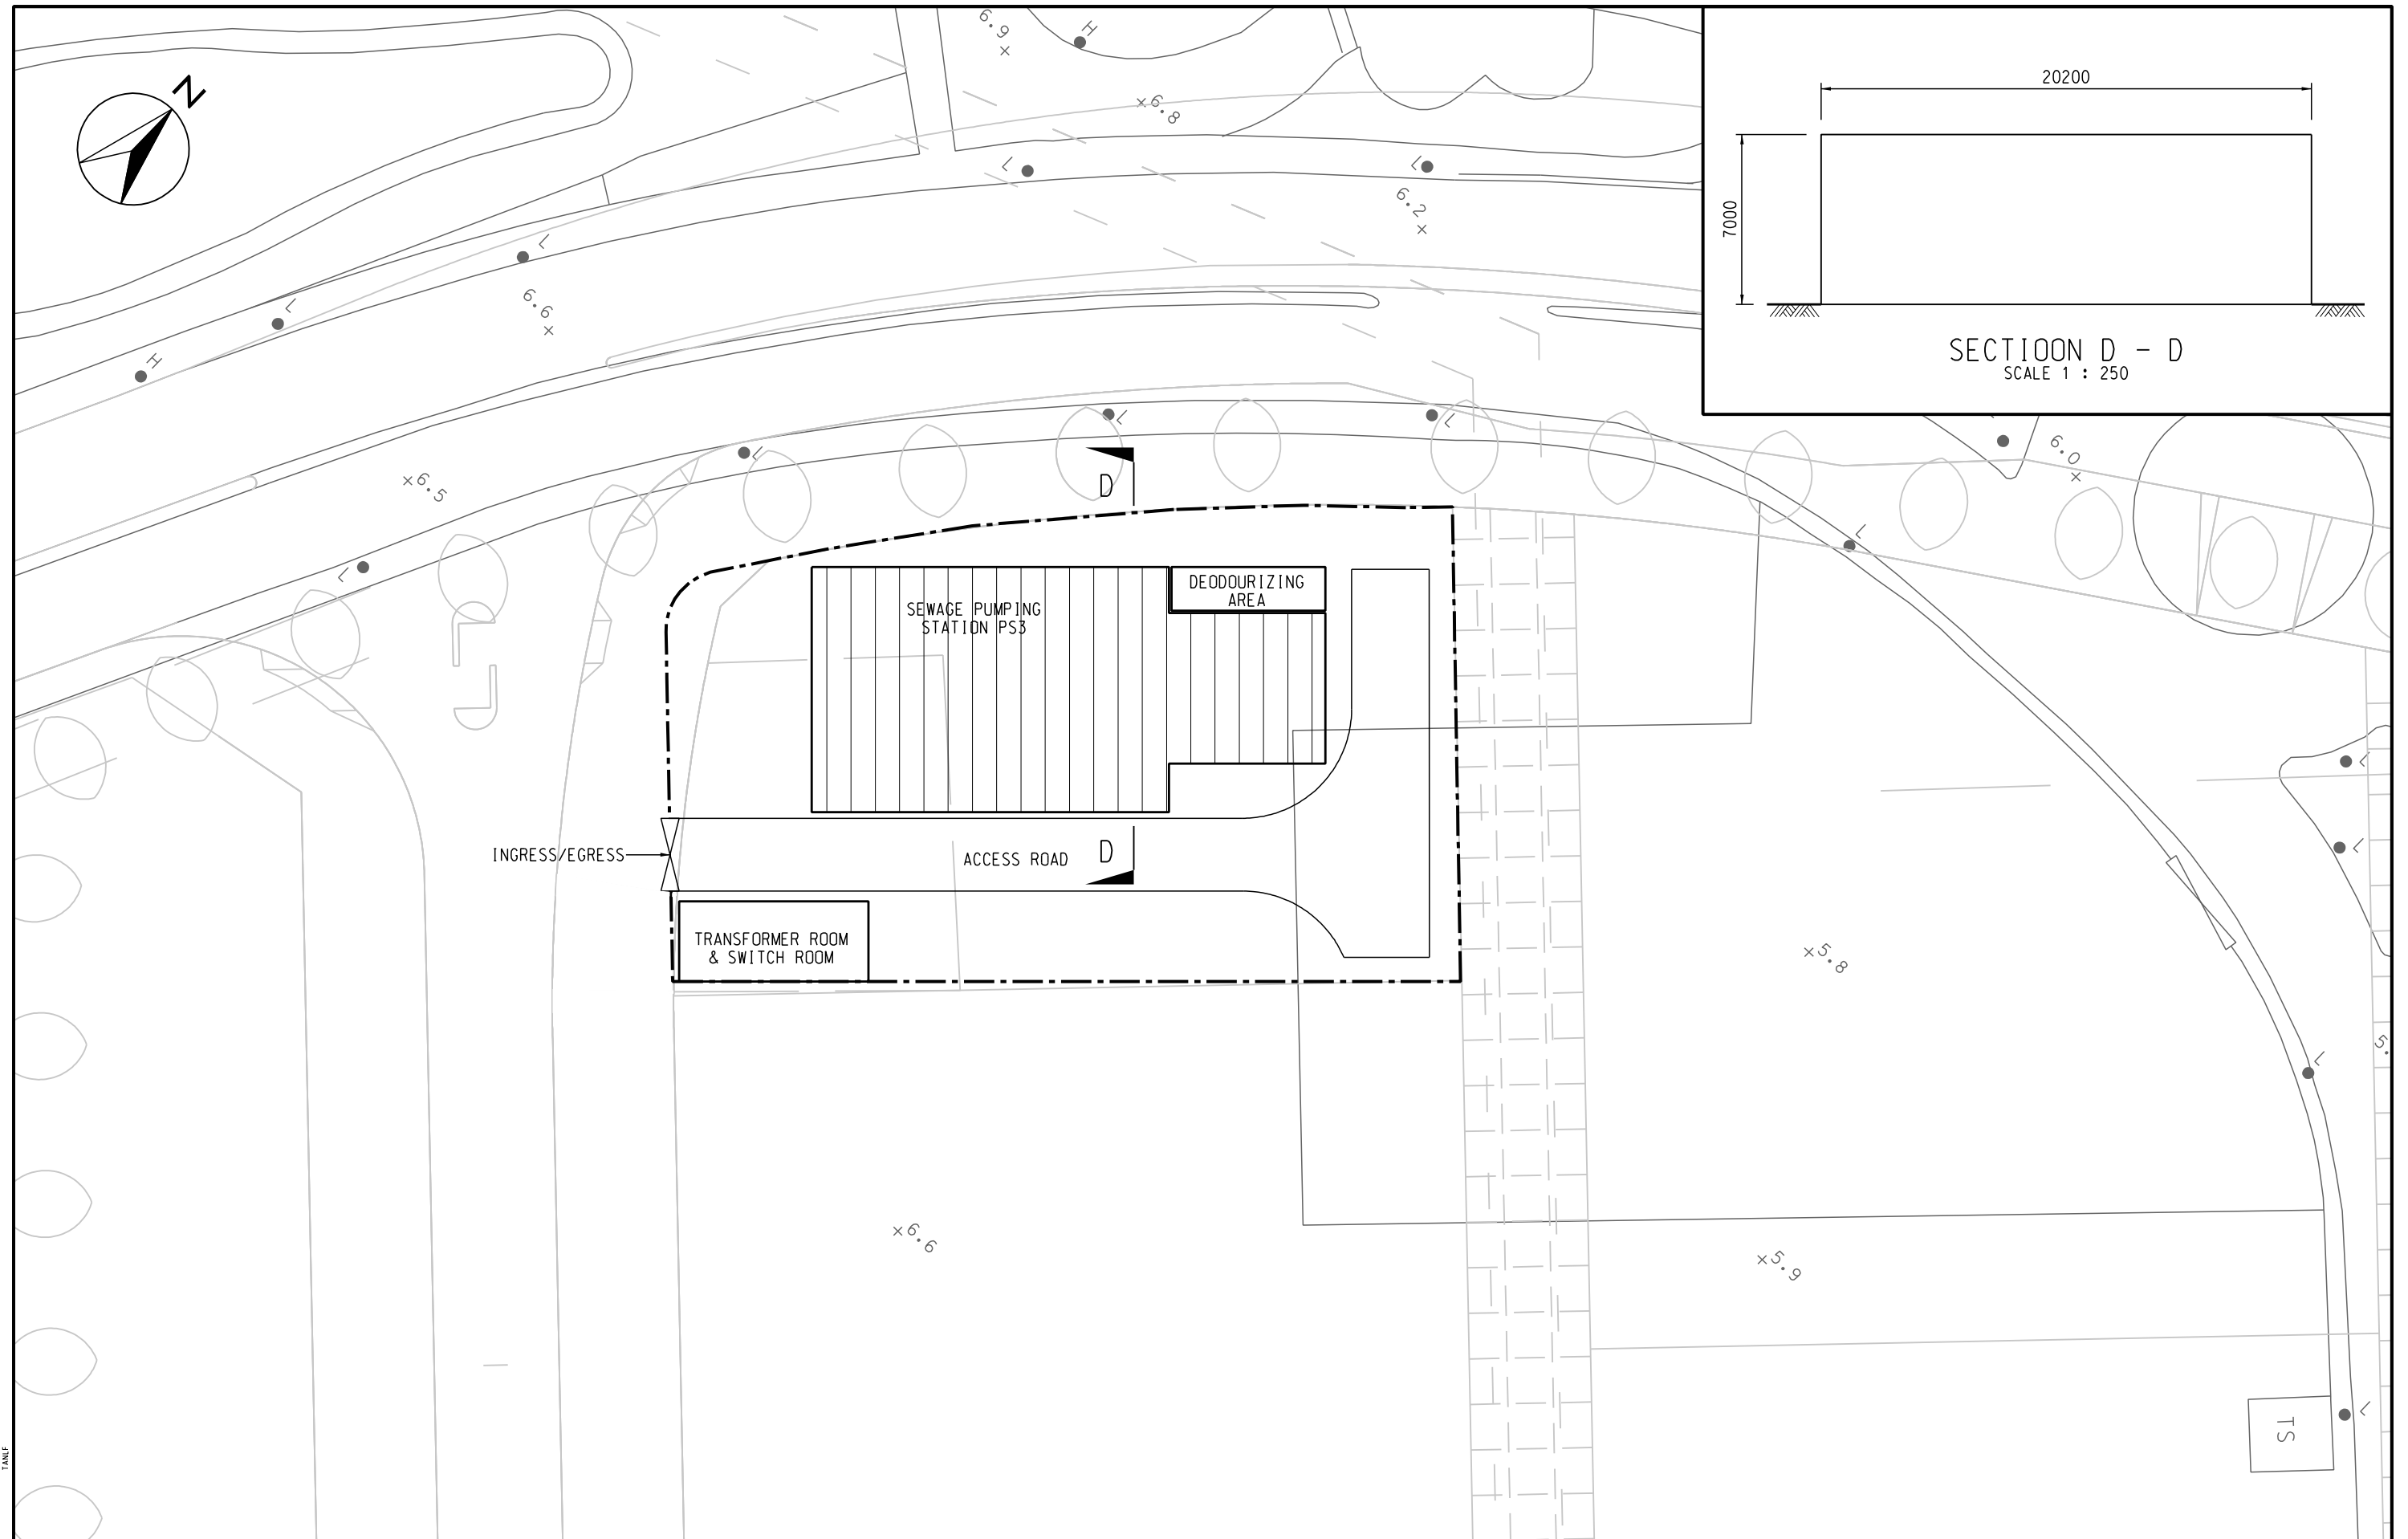 N
6.9
H
6.8
L
L
6.2
L
6.6
L
H
20200
7000
SECTIOON D - D
SCALE 1 : 250
L
L
L
6.0
6.5
D
L
L
DEODOURIZING
AREA
SEWAGE PUMPING
STATION PS3
L
L
INGRESS/EGRESS
ACCESS ROAD
D
TRANSFORMER ROOM
& SWITCH ROOM
5.8
5.
L
6.6
5.9
L
TS
TANLF